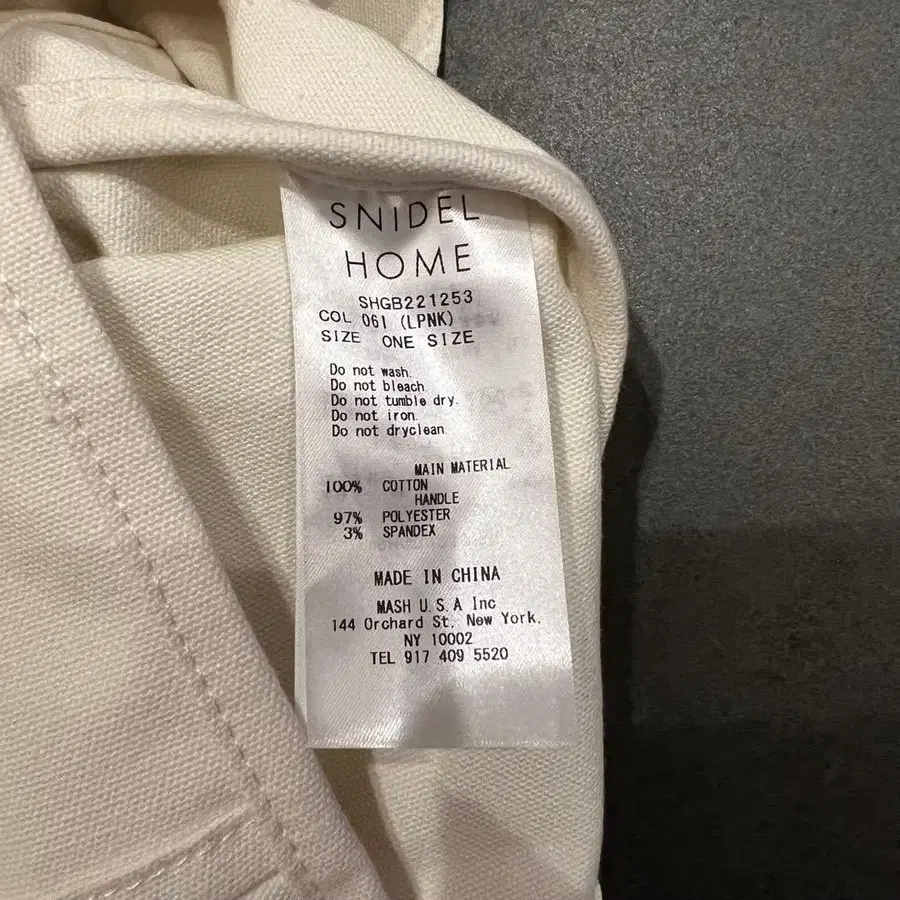 SNIDEL
HOME
SHGB221253
COL 061 (LPNK)
SIZE ONE SIZE
Do not wash.
Do not bleach.
Do not tumble dry.
Do not iron.
Do not dryclean.
MAIN MATERIAL
100% COTTON
HANDLE
97% POLYESTER
3% SPANDEX
MADE IN CHINA
MASH U.S.A Inc
144 Orchard St. New York.
NY 10002
TEL 917 409 5520